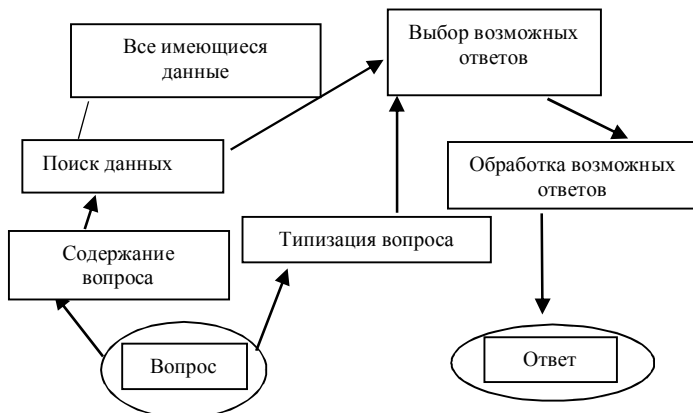 Все имеющиеся
данные
Выбор возможных
ответов
Поиск данных
Обработка возможных
ответов
Содержание
вопроса
Типизация вопроса
Вопрос
Ответ